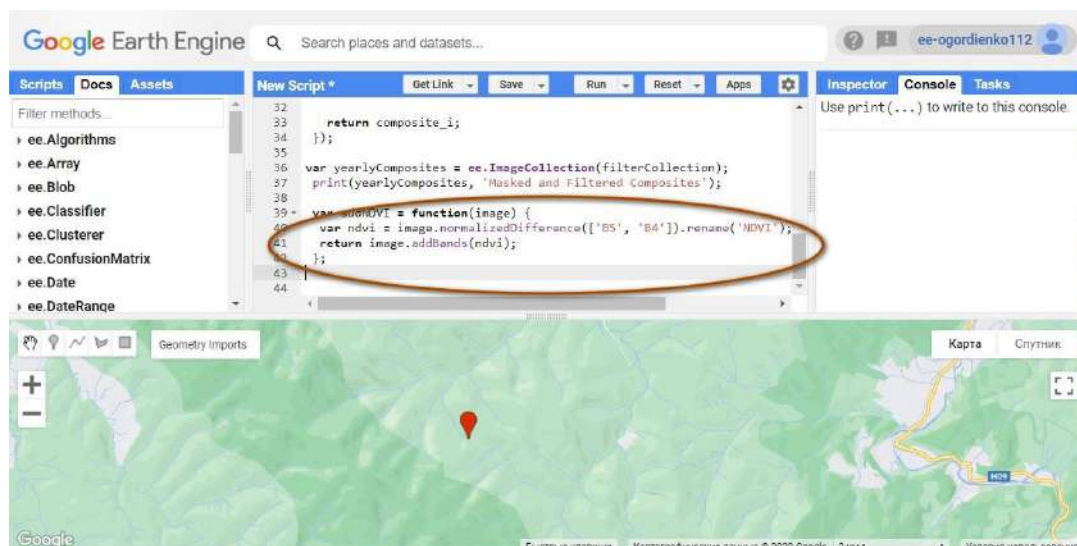 Google Earth Engine
Search places and datasets...
ee-ogordienko112
Scripts Docs Assets
New Script *
Get Link Save Run Reset Apps
Inspector Console Tasks
Filter methods...
ee.Algorithms
ee.Array
ee.Blob
ee.Classifier
ee.Clusterer
ee.ConfusionMatrix
ee.Date
ee.DateRange
32
33 return composite_i;
34 });
35
36 var yearlyComposites = ee.ImageCollection(filterCollection);
37 print(yearlyComposites, 'Masked and Filtered Composites');
38
39 var addNDVI = function(image) {
40 var ndvi = image.normalizedDifference(['B5', 'B4']).rename('NDVI');
41 return image.addBands(ndvi);
42 };
43
44
Use print(...) to write to this console.
Geometry Imports
Карта Спутник
H09
Google